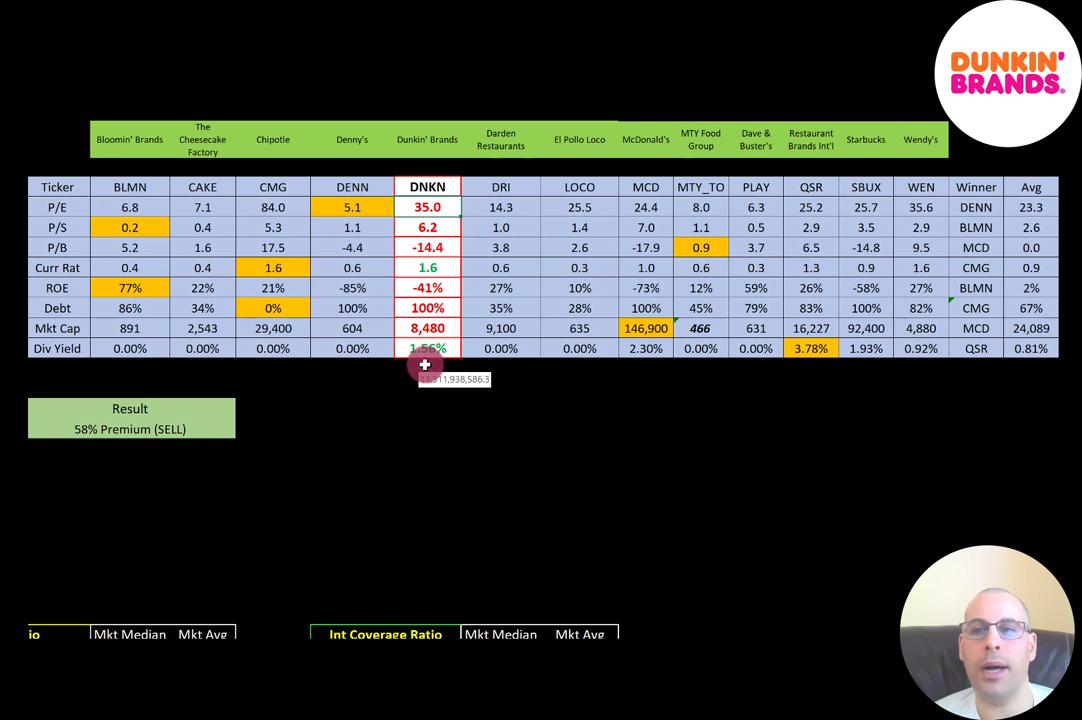 DUNKIN'
BRANDS®
Bloomin' Brands The Cheesecake Factory Chipotle Denny's Dunkin' Brands Darden Restaurants El Pollo Loco McDonald's MTY Food Group Dave & Buster's Restaurant Brands Int'l Starbucks Wendy's
Ticker BLMN CAKE CMG DENN DNKN DRI LOCO MCD MTY_TO PLAY QSR SBUX WEN Winner Avg
P/E 6.8 7.1 84.0 5.1 35.0 14.3 25.5 24.4 8.0 6.3 25.2 25.7 35.6 DENN 23.3
P/S 0.2 0.4 5.3 1.1 6.2 1.0 1.4 7.0 1.1 0.5 2.9 3.5 2.9 BLMN 2.6
P/B 5.2 1.6 17.5 -4.4 -14.4 3.8 2.6 -17.9 0.9 3.7 6.5 -14.8 9.5 MCD 0.0
Curr Rat 0.4 0.4 1.6 0.6 1.6 0.6 0.3 1.0 0.6 0.3 1.3 0.9 1.6 CMG 0.9
ROE 77% 22% 21% -85% -41% 27% 10% -73% 12% 59% 26% -58% 27% BLMN 2%
Debt 86% 34% 0% 100% 100% 35% 28% 100% 45% 79% 83% 100% 82% CMG 67%
Mkt Cap 891 2,543 29,400 604 8,480 9,100 635 146,900 466 631 16,227 92,400 4,880 MCD 24,089
Div Yield 0.00% 0.00% 0.00% 0.00% 1.56% 0.00% 0.00% 2.30% 0.00% 0.00% 3.78% 1.93% 0.92% QSR 0.81%
Result
58% Premium (SELL)
io Mkt Median Mkt Avg Int Coverage Ratio Mkt Median Mkt Avg